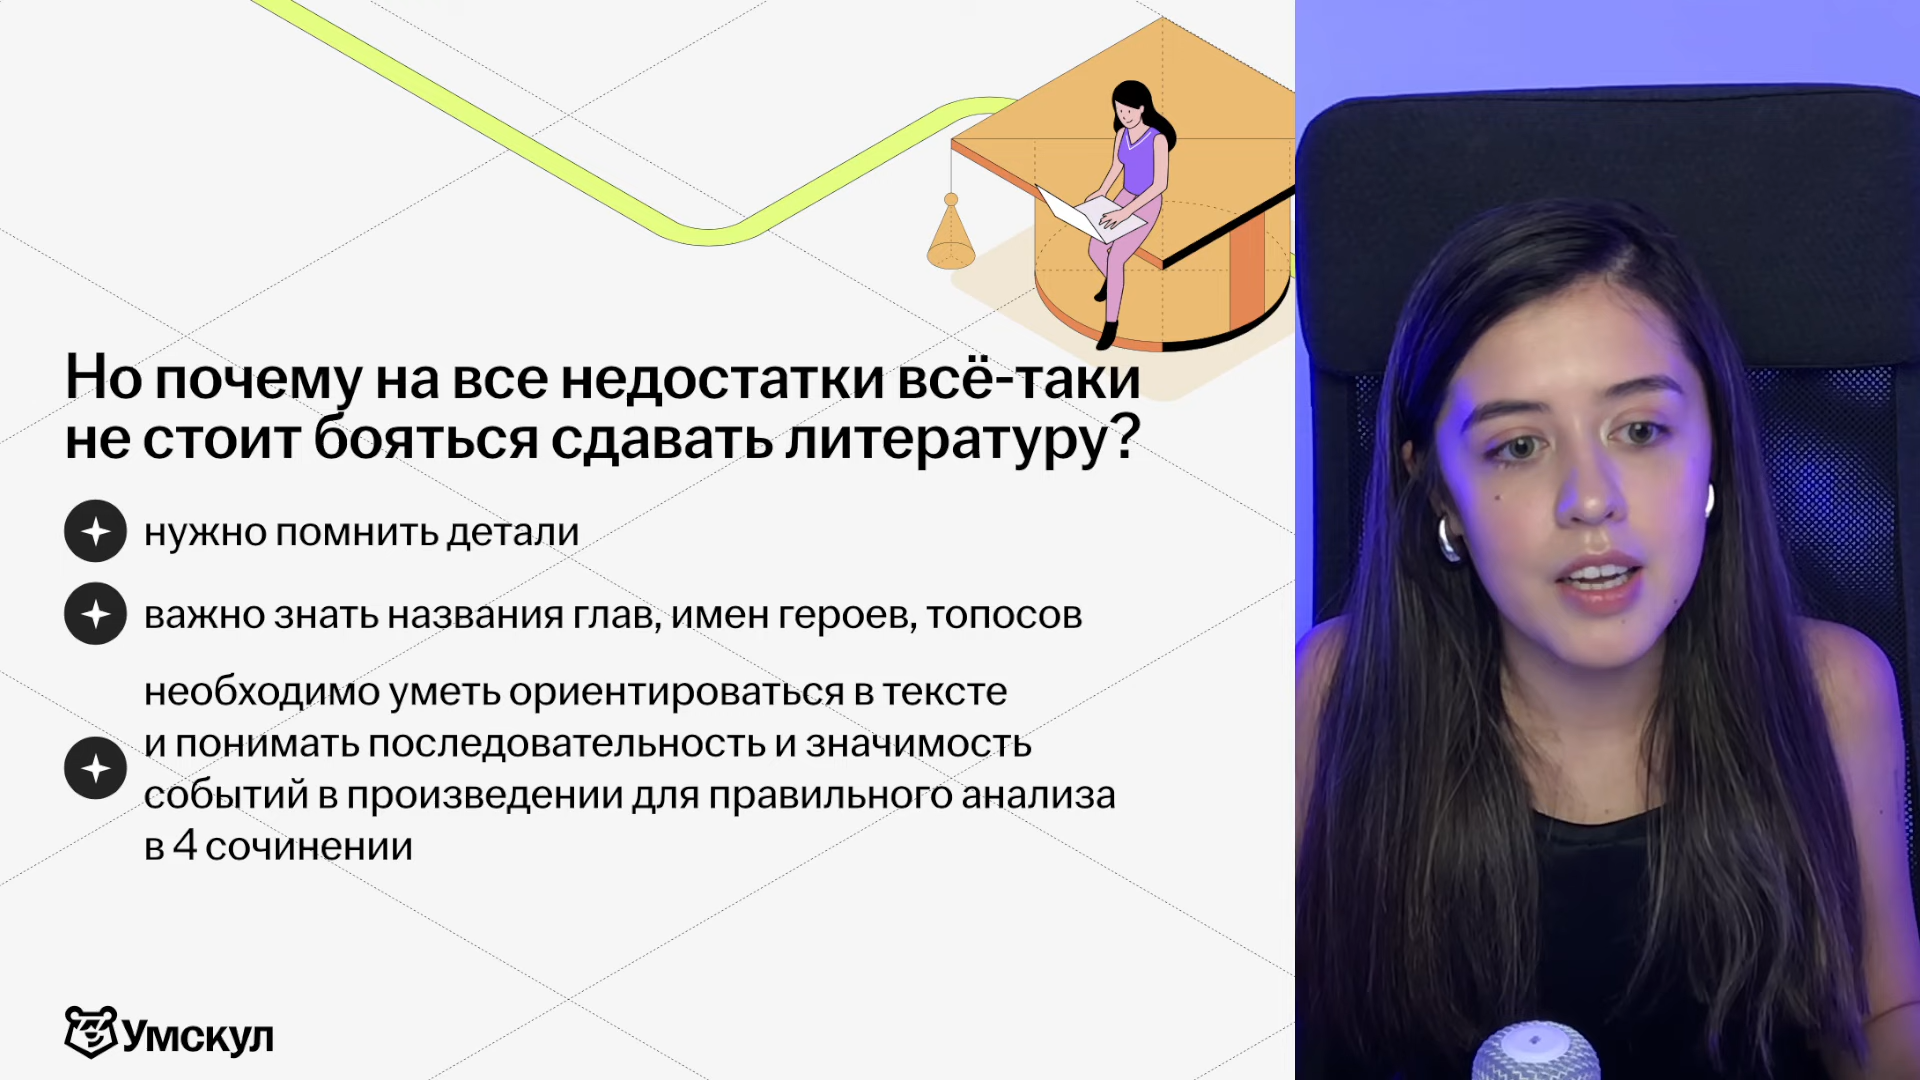 Но почему на все недостатки всё-таки
не стоит бояться сдавать литературу?
нужно помнить детали
важно знать названия глав, имен героев, топосов
необходимо уметь ориентироваться в тексте
и понимать последовательность и значимость
событий в произведении для правильного анализа
в 4 сочинении
Умскул